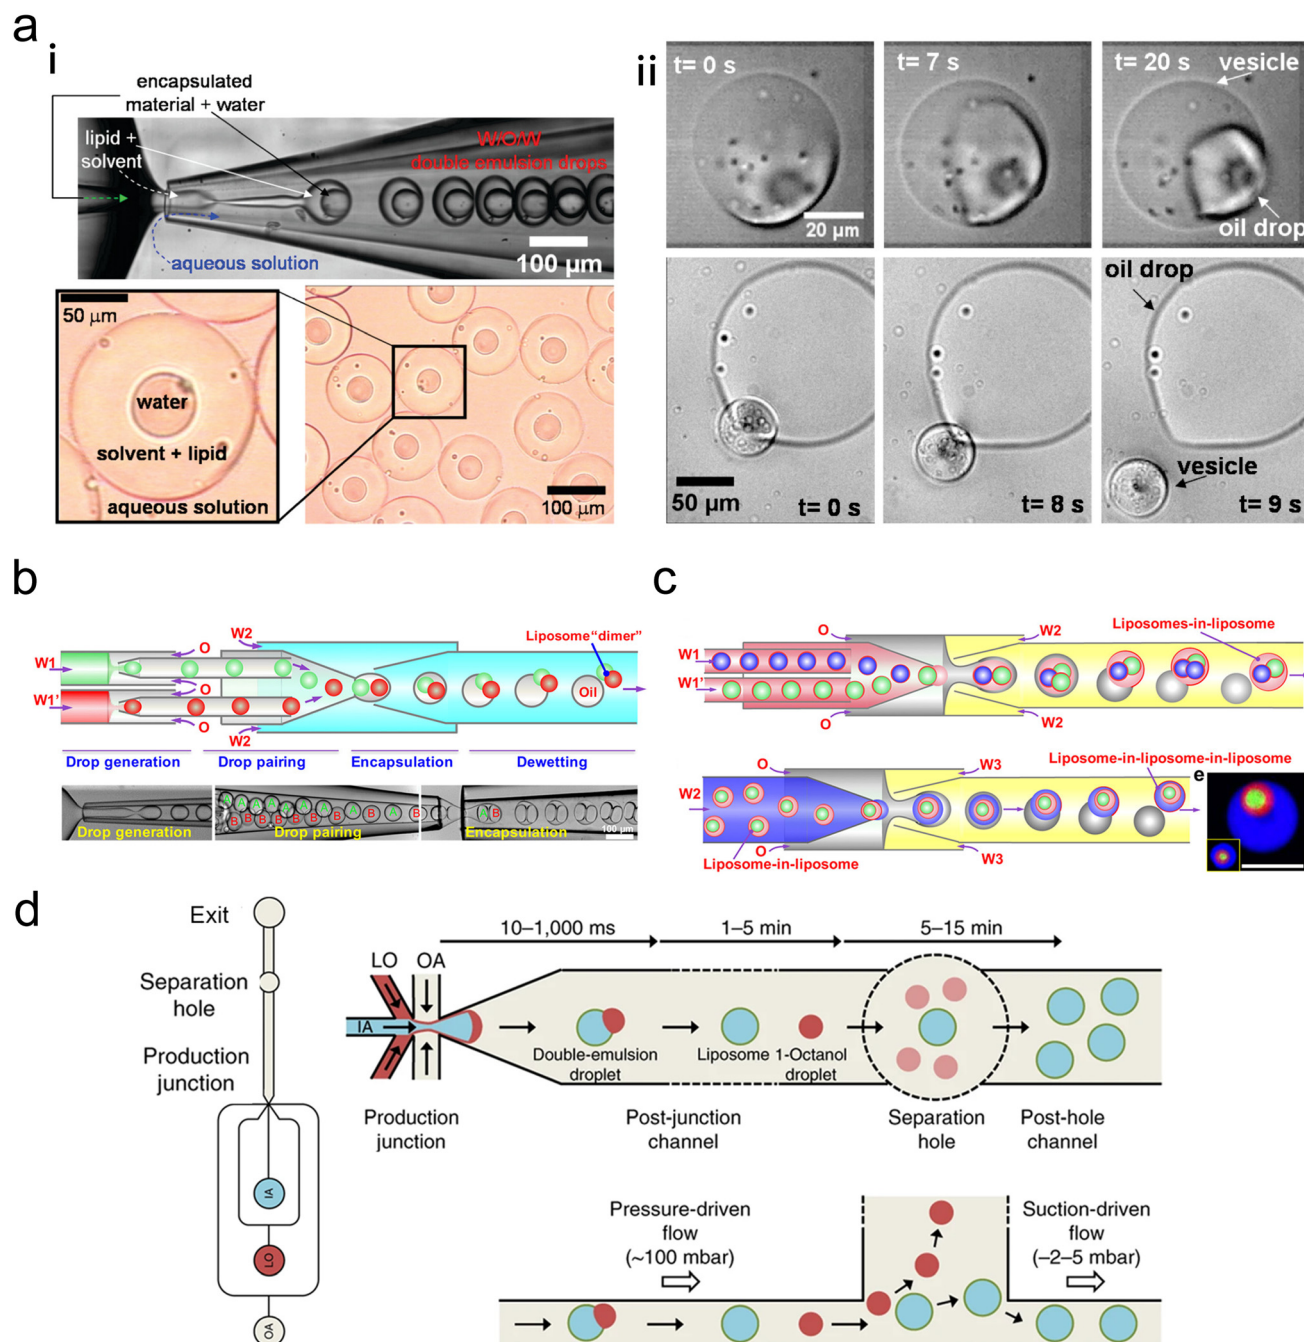 a
i
encapsulated
material + water
lipid +
solvent
W/O/W
double emulsion drops
aqueous solution
100 µm
50 µm
water
solvent + lipid
aqueous solution
100 µm
ii
t= 0 s
t= 7 s
t= 20 s
vesicle
20 µm
oil drop
oil drop
vesicle
50 µm
t= 0 s
t= 8 s
t= 9 s
b
W1
W1'
O
O
O
W2
W2
Liposome“dimer”
Oil
Drop generation
Drop pairing
Encapsulation
Dewetting
A A A A A A A A
B B B B B B B B
A B
Drop generation
Drop pairing
Encapsulation
100 µm
c
W1
W1'
O
O
W2
W2
Liposomes-in-liposome
W2
O
O
W3
W3
Liposome-in-liposome
Liposome-in-liposome-in-liposome
e
d
Exit
Separation
hole
Production
junction
IA
LO
OA
10–1,000 ms
1–5 min
5–15 min
LO
OA
IA
Double-emulsion
droplet
Liposome
1-Octanol
droplet
Production
junction
Post-junction
channel
Separation
hole
Post-hole
channel
Pressure-driven
flow
(~100 mbar)
Suction-driven
flow
(–2–5 mbar)